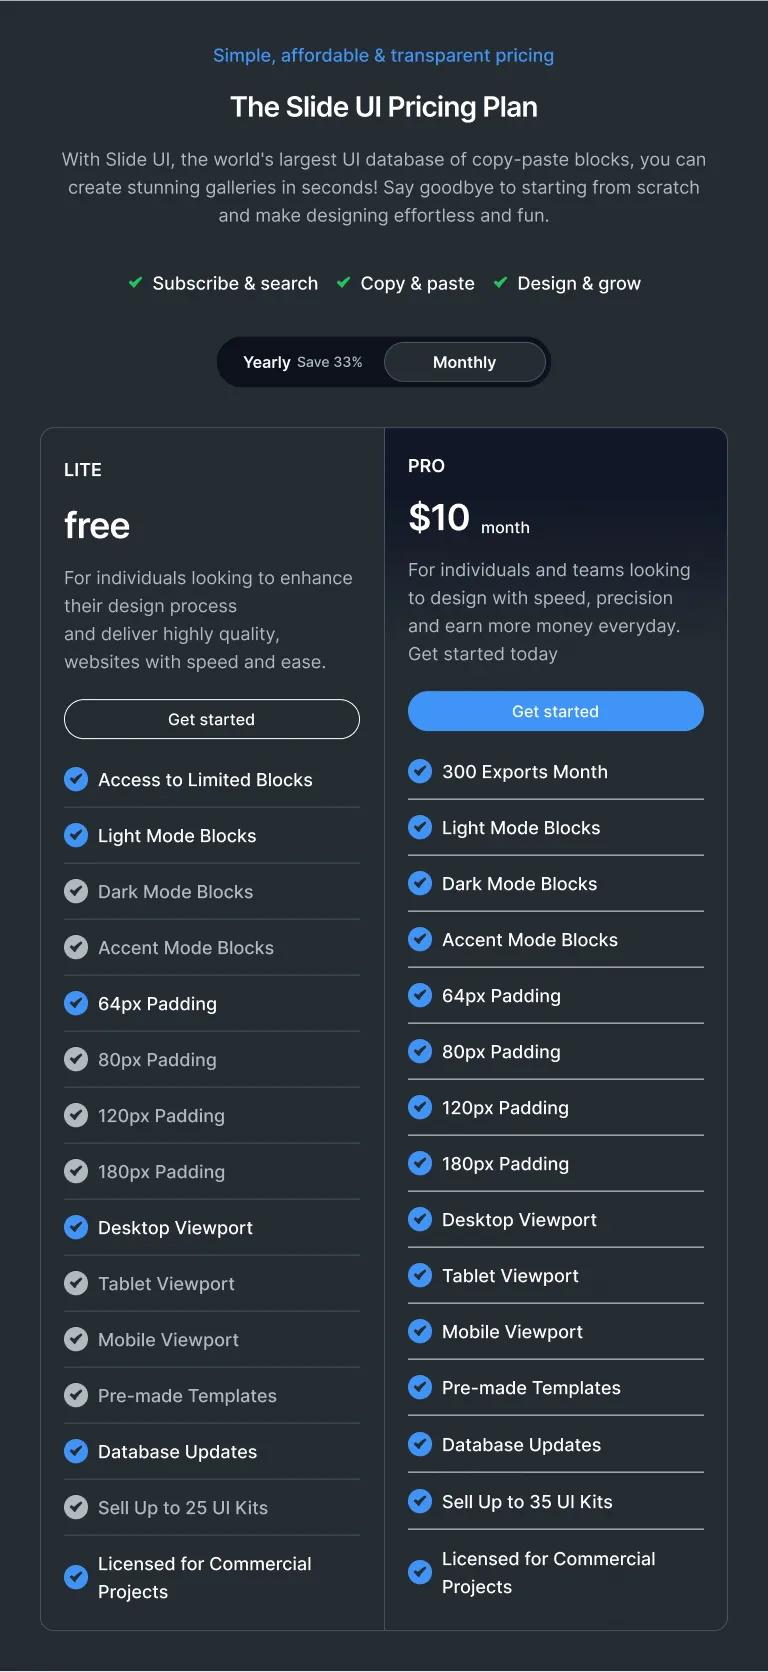 Simple, affordable & transparent pricing
The Slide UI Pricing Plan
With Slide UI, the world's largest UI database of copy-paste blocks, you can
create stunning galleries in seconds! Say goodbye to starting from scratch
and make designing effortless and fun.
Subscribe & search
Copy & paste
Design & grow
Yearly Save 33%
Monthly
LITE
free
For individuals looking to enhance
their design process
and deliver highly quality,
websites with speed and ease.
Get started
Access to Limited Blocks
Light Mode Blocks
Dark Mode Blocks
Accent Mode Blocks
64px Padding
80px Padding
120px Padding
180px Padding
Desktop Viewport
Tablet Viewport
Mobile Viewport
Pre-made Templates
Database Updates
Sell Up to 25 UI Kits
Licensed for Commercial
Projects
PRO
$10 month
For individuals and teams looking
to design with speed, precision
and earn more money everyday.
Get started today
Get started
300 Exports Month
Light Mode Blocks
Dark Mode Blocks
Accent Mode Blocks
64px Padding
80px Padding
120px Padding
180px Padding
Desktop Viewport
Tablet Viewport
Mobile Viewport
Pre-made Templates
Database Updates
Sell Up to 35 UI Kits
Licensed for Commercial
Projects